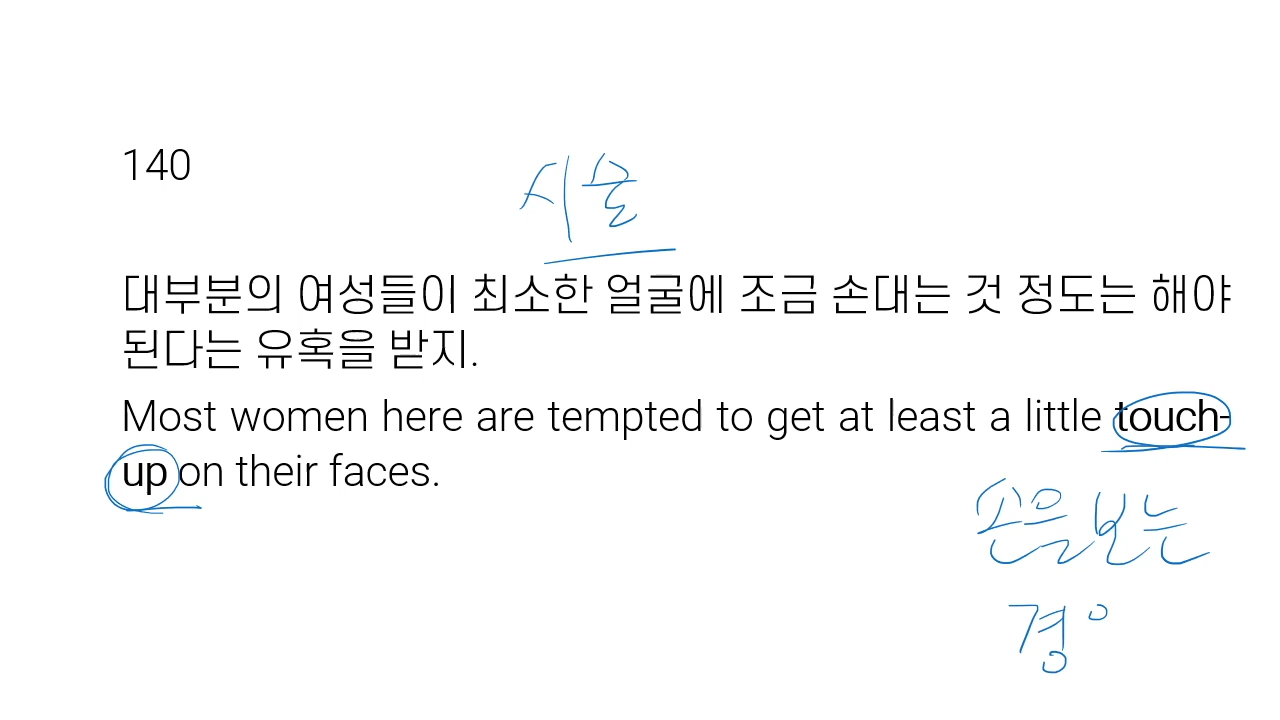 140
시술
대부분의 여성들이 최소한 얼굴에 조금 손대는 것 정도는 해야
된다는 유혹을 받지.
Most women here are tempted to get at least a little touch-
up on their faces.
손을 보는